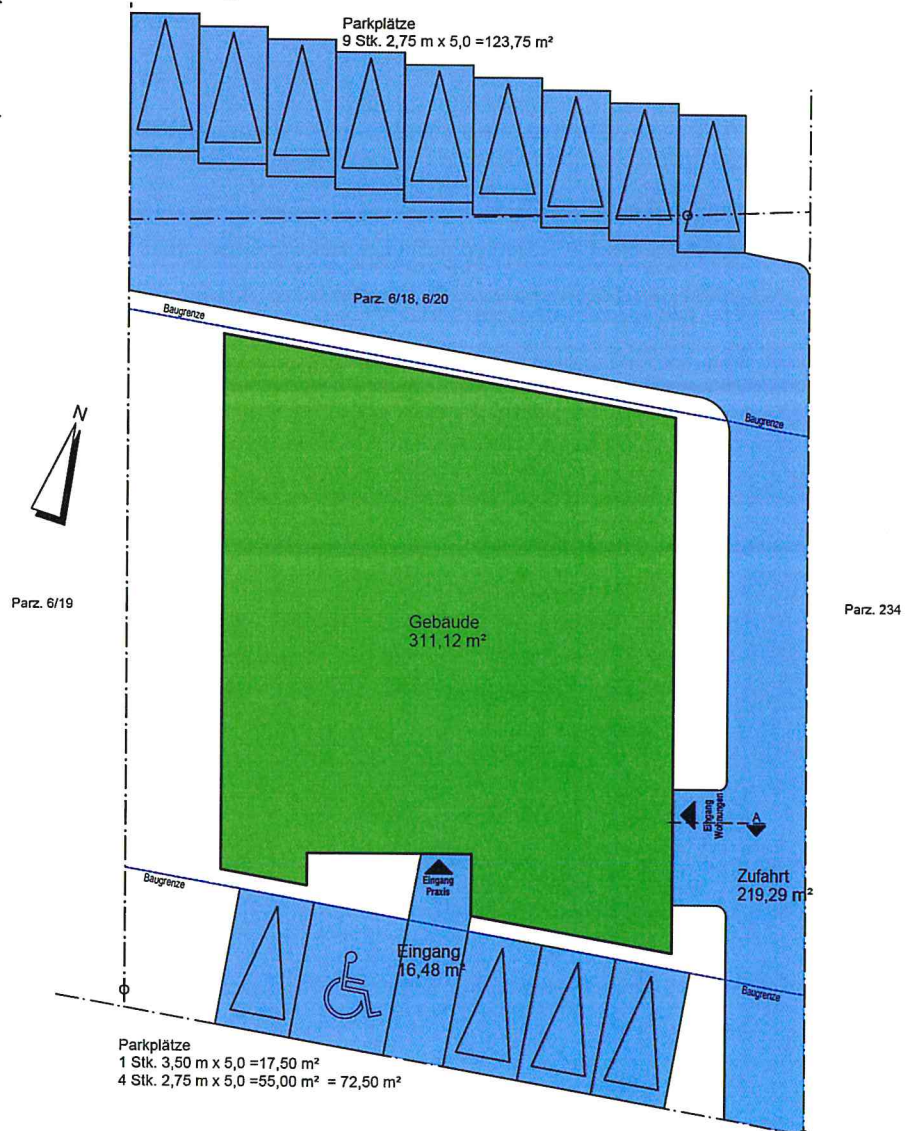 Parkplätze
9 Stk. 2,75 m x 5,0 =123,75 m²
Parz. 6/18, 6/20
Baugrenze
Baugrenze
N
Parz. 6/19
Gebäude
311,12 m²
Parz. 234
Eingang
Wohnungen
A
Eingang
Praxis
Zufahrt
219,29 m²
Baugrenze
Eingang
16,48 m²
Baugrenze
Parkplätze
1 Stk. 3,50 m x 5,0 =17,50 m²
4 Stk. 2,75 m x 5,0 =55,00 m² = 72,50 m²